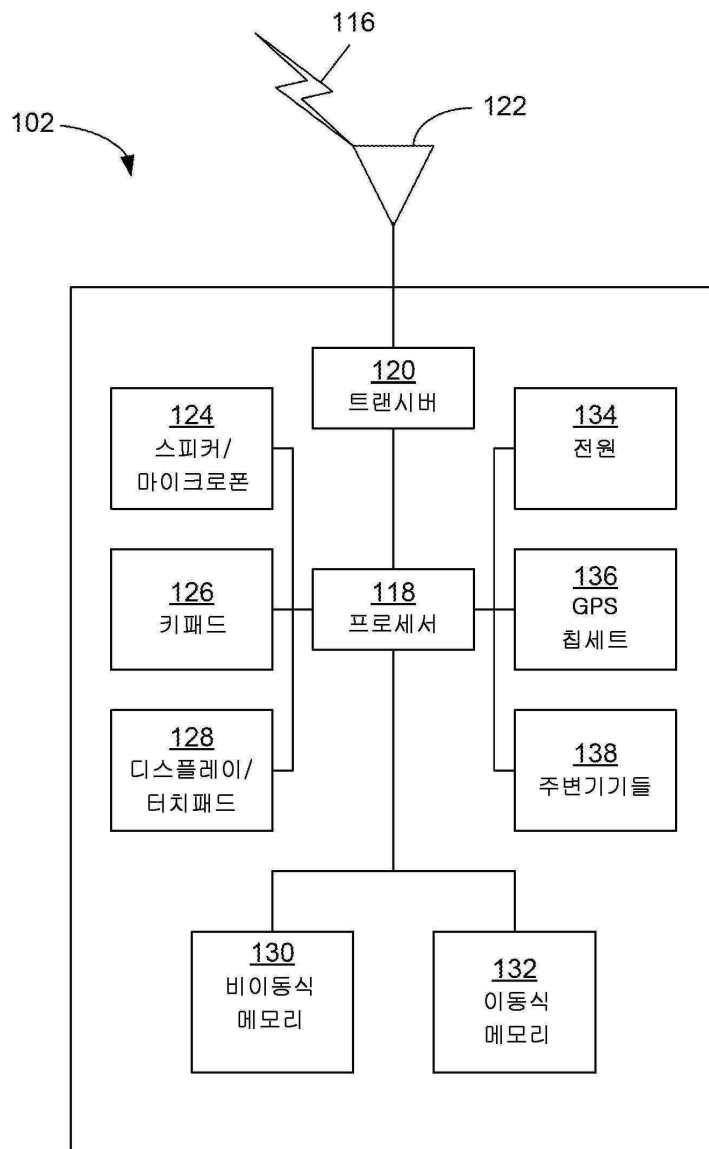 116
122
102
120
트랜시버
124
스피커/
마이크로폰
134
전원
126
키패드
118
프로세서
136
GPS
칩세트
128
디스플레이/
터치패드
138
주변기기들
130
비이동식
메모리
132
이동식
메모리